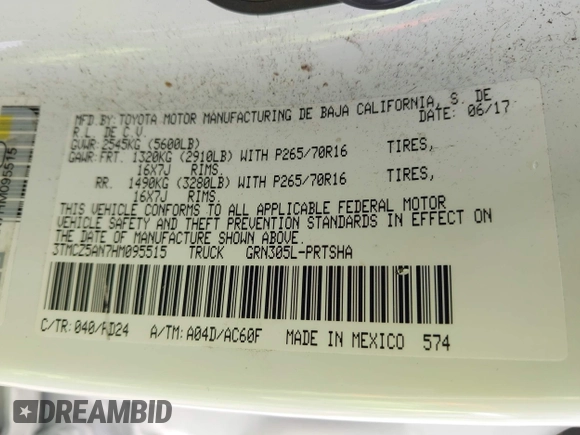 MFD. BY: TOYOTA MOTOR MANUFACTURING DE BAJA CALIFORNIA, S. DE
R.L. DE C.V. DATE: 06/17
GVWR: 2545KG (5600LB)
GAWR: FRT. 1320KG (2910LB) WITH P265/70R16 TIRES,
16X7J RIMS.
RR. 1490KG (3280LB) WITH P265/70R16 TIRES,
16X7J RIMS.
THIS VEHICLE CONFORMS TO ALL APPLICABLE FEDERAL MOTOR
VEHICLE SAFETY AND THEFT PREVENTION STANDARDS IN EFFECT ON
THE DATE OF MANUFACTURE SHOWN ABOVE.
3TMCZ5AN7HM095515 TRUCK GRN305L-PRTSHA
C/TR: 040/FD24 A/TM: A04D/AC60F MADE IN MEXICO 574
M095515
DREAMBID